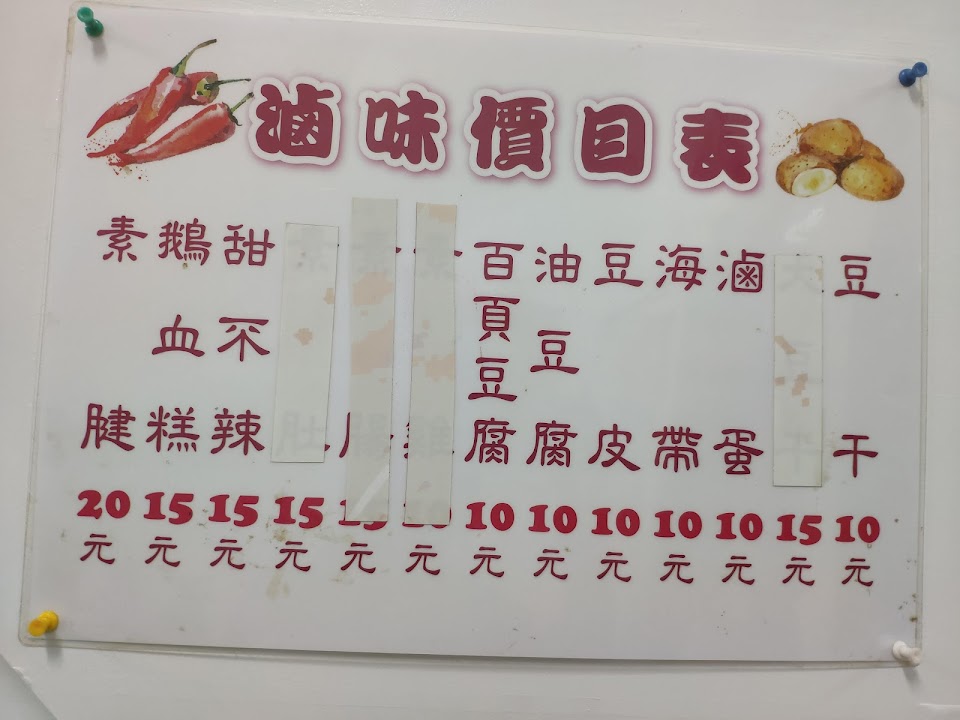 滷味價目表
豆干10元
15元
滷蛋10元
海帶10元
豆皮10元
油豆腐10元
百頁豆腐10元
元
元
15元
甜不辣15元
鵝血糕15元
素腱20元